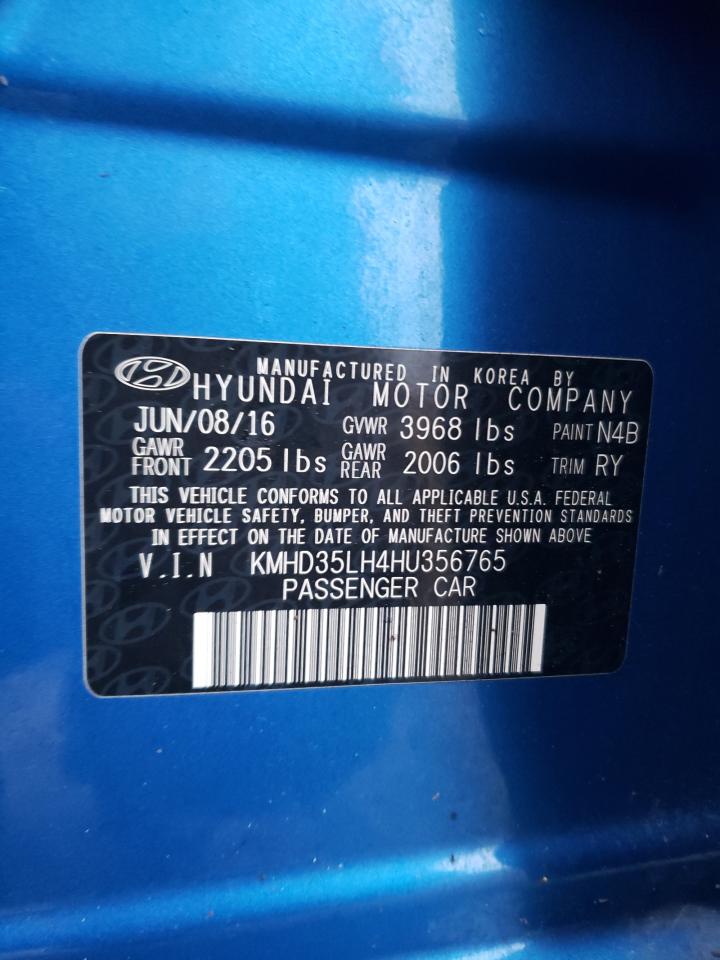 MANUFACTURED IN KOREA BY
HYUNDAI MOTOR COMPANY
JUN/08/16 GVWR 3968 lbs PAINT N4B
GAWR FRONT 2205 lbs GAWR REAR 2006 lbs TRIM RY
THIS VEHICLE CONFORMS TO ALL APPLICABLE U.S.A. FEDERAL
MOTOR VEHICLE SAFETY, BUMPER, AND THEFT PREVENTION STANDARDS
IN EFFECT ON THE DATE OF MANUFACTURE SHOWN ABOVE
V.I.N KMHD35LH4HU356765
PASSENGER CAR